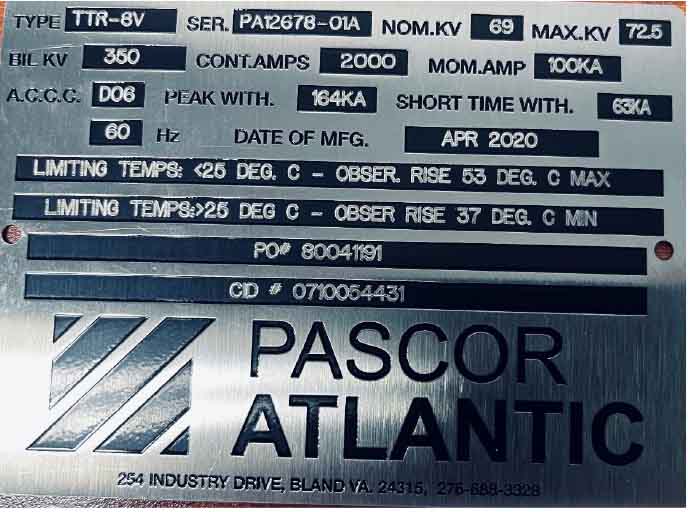 TYPE TTR-8V SER. PA12678-01A NOM.KV 69 MAX.KV 72.5
BIL KV 350 CONT.AMPS 2000 MOM.AMP 100KA
A.C.C.C. D06 PEAK WITH. 164KA SHORT TIME WITH. 63KA
60 Hz DATE OF MFG. APR 2020
LIMITING TEMPS: <25 DEG. C - OBSER. RISE 53 DEG. C MAX
LIMITING TEMPS:>25 DEG C - OBSER RISE 37 DEG. C MIN
PO# 80041191
CID # 0710054431
PASCOR
ATLANTIC
254 INDUSTRY DRIVE, BLAND VA. 24315, 276-688-3328